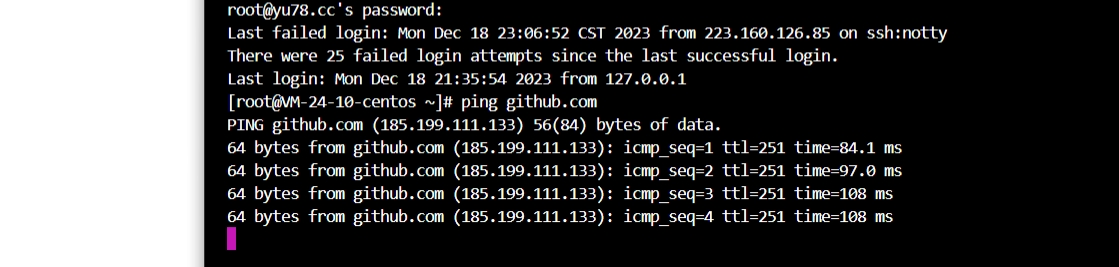 root@yu78.cc's password:
Last failed login: Mon Dec 18 23:06:52 CST 2023 from 223.160.126.85 on ssh:notty
There were 25 failed login attempts since the last successful login.
Last login: Mon Dec 18 21:35:54 2023 from 127.0.0.1
[root@VM-24-10-centos ~]# ping github.com
PING github.com (185.199.111.133) 56(84) bytes of data.
64 bytes from github.com (185.199.111.133): icmp_seq=1 ttl=251 time=84.1 ms
64 bytes from github.com (185.199.111.133): icmp_seq=2 ttl=251 time=97.0 ms
64 bytes from github.com (185.199.111.133): icmp_seq=3 ttl=251 time=108 ms
64 bytes from github.com (185.199.111.133): icmp_seq=4 ttl=251 time=108 ms